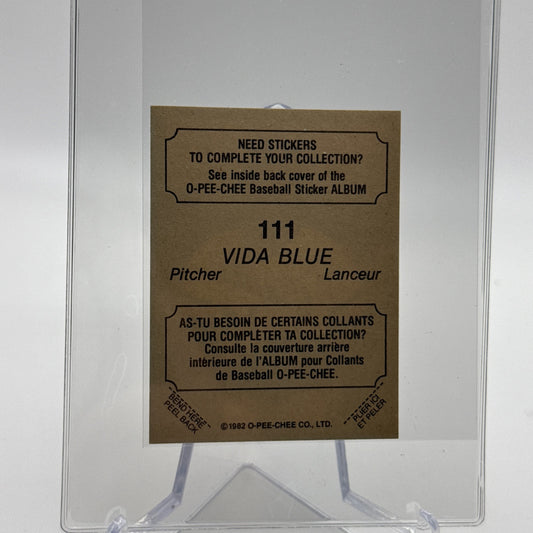 NEED STICKERS
TO COMPLETE YOUR COLLECTION?
See inside back cover of the
O-PEE-CHEE Baseball Sticker ALBUM
111
VIDA BLUE
Pitcher Lanceur
AS-TU BESOIN DE CERTAINS COLLANTS
POUR COMPLÉTER TA COLLECTION?
Consulte la couverture arrière
intérieure de l'ALBUM pour Collants
de Baseball O-PEE-CHEE.
BEND HERE
PEEL BACK
PLIER ICI
ET PELER
©1982 O-PEE-CHEE CO., LTD.